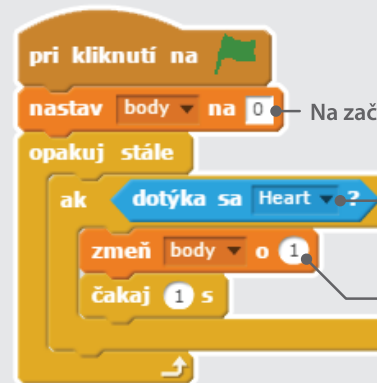 pri kliknutí na
nastav body na 0 Na zač
opakuj stále
ak dotýka sa Heart ?
zmeň body o 1
čakaj 1 s